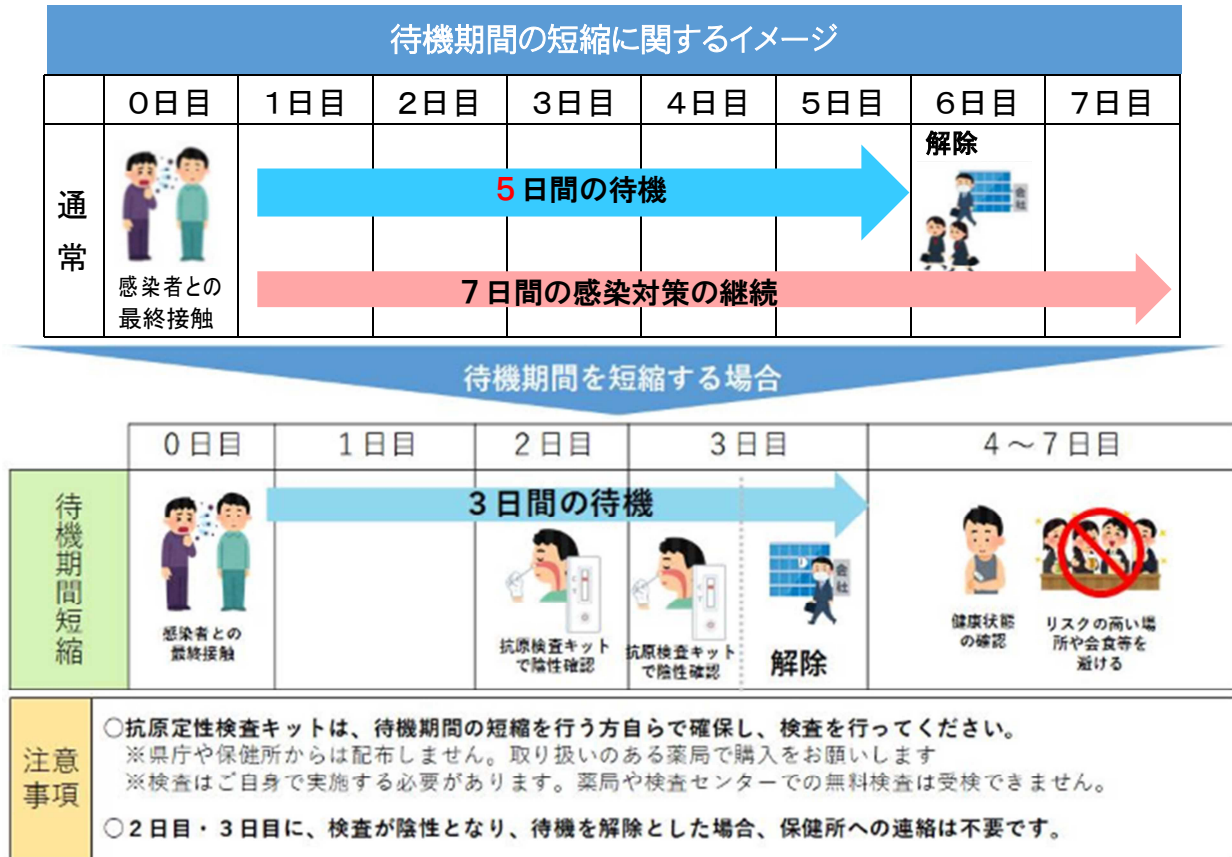 待機期間の短縮に関するイメージ
0日目 1日目 2日目 3日目 4日目 5日目 6日目 7日目
通常
解除
会社
5日間の待機
感染者との
最終接触
7日間の感染対策の継続
待機期間を短縮する場合
0日目 1日目 2日目 3日目 4～7日目
待機期間短縮
3日間の待機
感染者との
最終接触
C
T
抗原検査キット
で陰性確認
C
T
抗原検査キット
で陰性確認
会社
解除
健康状態
の確認
リスクの高い場
所や会食等を
避ける
注意
事項
○抗原定性検査キットは、待機期間の短縮を行う方自らで確保し、検査を行ってください。
※県庁や保健所からは配布しません。取り扱いのある薬局で購入をお願いします
※検査はご自身で実施する必要があります。薬局や検査センターでの無料検査は受検できません。
○2日目・3日目に、検査が陰性となり、待機を解除とした場合、保健所への連絡は不要です。